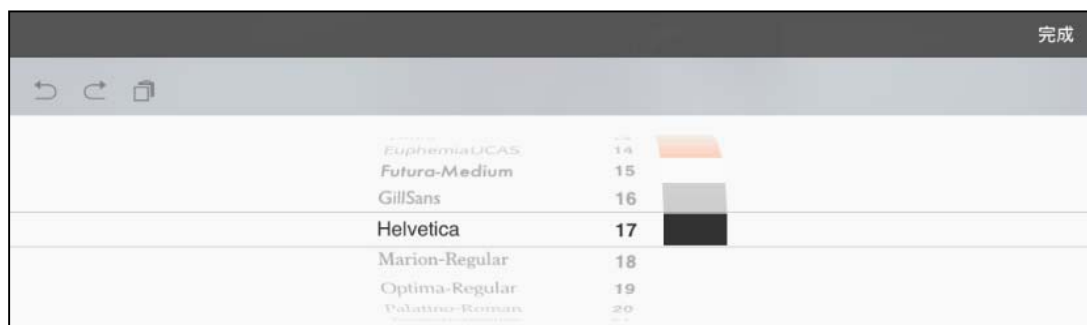 完成
EuphemiaUCAS 14
Futura-Medium 15
GillSans 16
Helvetica 17
Marion-Regular 18
Optima-Regular 19
Palatino-Roman 20